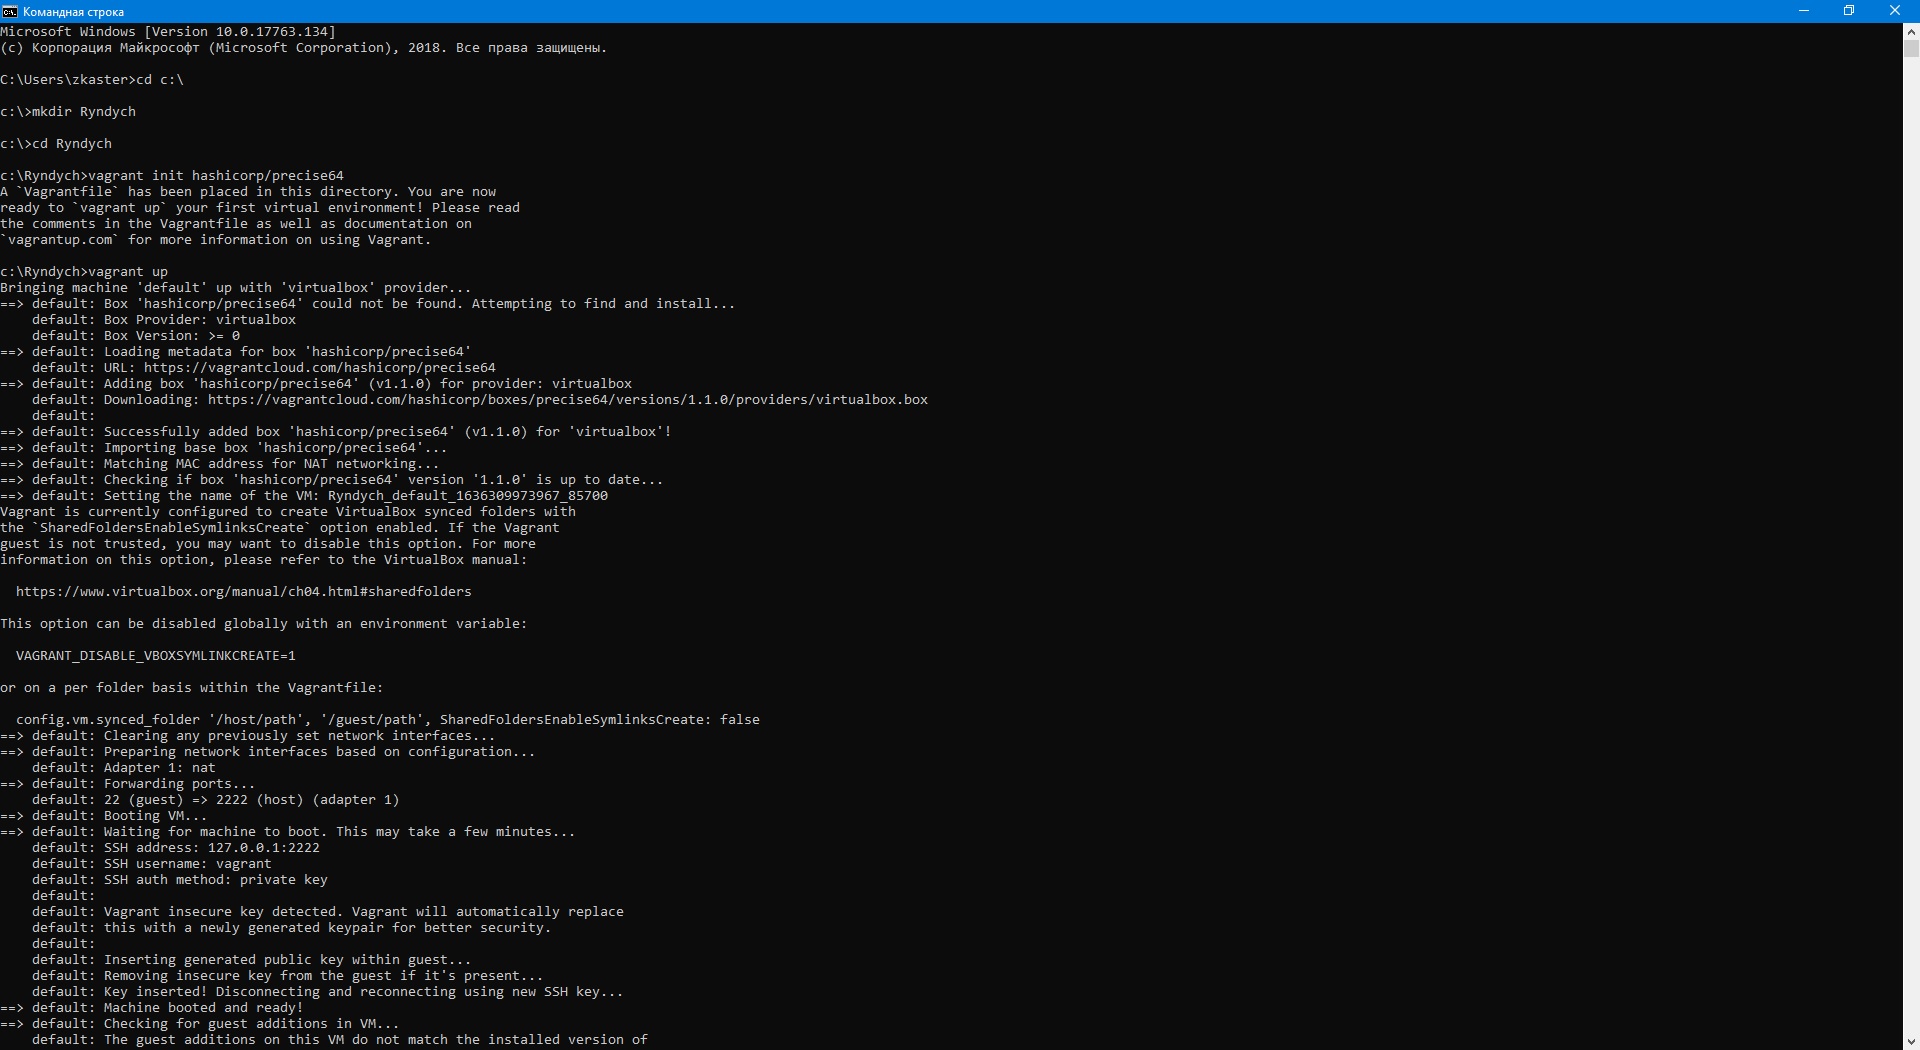 Командная строка
Microsoft Windows [Version 10.0.17763.134]
(c) Корпорация Майкрософт (Microsoft Corporation), 2018. Все права защищены.
C:\Users\zkaster>cd c:\
c:\>mkdir Ryndych
c:\>cd Ryndych
c:\Ryndych>vagrant init hashicorp/precise64
A `Vagrantfile` has been placed in this directory. You are now
ready to `vagrant up` your first virtual environment! Please read
the comments in the Vagrantfile as well as documentation on
`vagrantup.com` for more information on using Vagrant.
c:\Ryndych>vagrant up
Bringing machine 'default' up with 'virtualbox' provider...
==> default: Box 'hashicorp/precise64' could not be found. Attempting to find and install...
    default: Box Provider: virtualbox
    default: Box Version: >= 0
==> default: Loading metadata for box 'hashicorp/precise64'
    default: URL: https://vagrantcloud.com/hashicorp/precise64
==> default: Adding box 'hashicorp/precise64' (v1.1.0) for provider: virtualbox
    default: Downloading: https://vagrantcloud.com/hashicorp/boxes/precise64/versions/1.1.0/providers/virtualbox.box
    default:
==> default: Successfully added box 'hashicorp/precise64' (v1.1.0) for 'virtualbox'!
==> default: Importing base box 'hashicorp/precise64'...
==> default: Matching MAC address for NAT networking...
==> default: Checking if box 'hashicorp/precise64' version '1.1.0' is up to date...
==> default: Setting the name of the VM: Ryndych_default_1636309973967_85700
Vagrant is currently configured to create VirtualBox synced folders with
the `SharedFoldersEnableSymlinksCreate` option enabled. If the Vagrant
guest is not trusted, you may want to disable this option. For more
information on this option, please refer to the VirtualBox manual:
  https://www.virtualbox.org/manual/ch04.html#sharedfolders
This option can be disabled globally with an environment variable:
  VAGRANT_DISABLE_VBOXSYMLINKCREATE=1
or on a per folder basis within the Vagrantfile:
  config.vm.synced_folder '/host/path', '/guest/path', SharedFoldersEnableSymlinksCreate: false
==> default: Clearing any previously set network interfaces...
==> default: Preparing network interfaces based on configuration...
    default: Adapter 1: nat
==> default: Forwarding ports...
    default: 22 (guest) => 2222 (host) (adapter 1)
==> default: Booting VM...
==> default: Waiting for machine to boot. This may take a few minutes...
    default: SSH address: 127.0.0.1:2222
    default: SSH username: vagrant
    default: SSH auth method: private key
    default:
    default: Vagrant insecure key detected. Vagrant will automatically replace
    default: this with a newly generated keypair for better security.
    default:
    default: Inserting generated public key within guest...
    default: Removing insecure key from the guest if it's present...
    default: Key inserted! Disconnecting and reconnecting using new SSH key...
==> default: Machine booted and ready!
==> default: Checking for guest additions in VM...
    default: The guest additions on this VM do not match the installed version of